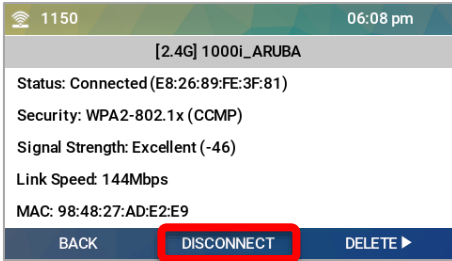 1150 06:08 pm
[2.4G] 1000i_ARUBA
Status: Connected (E8:26:89:FE:3F:81)
Security: WPA2-802.1x (CCMP)
Signal Strength: Excellent (-46)
Link Speed: 144Mbps
MAC: 98:48:27:AD:E2:E9
BACK DISCONNECT DELETE ▶